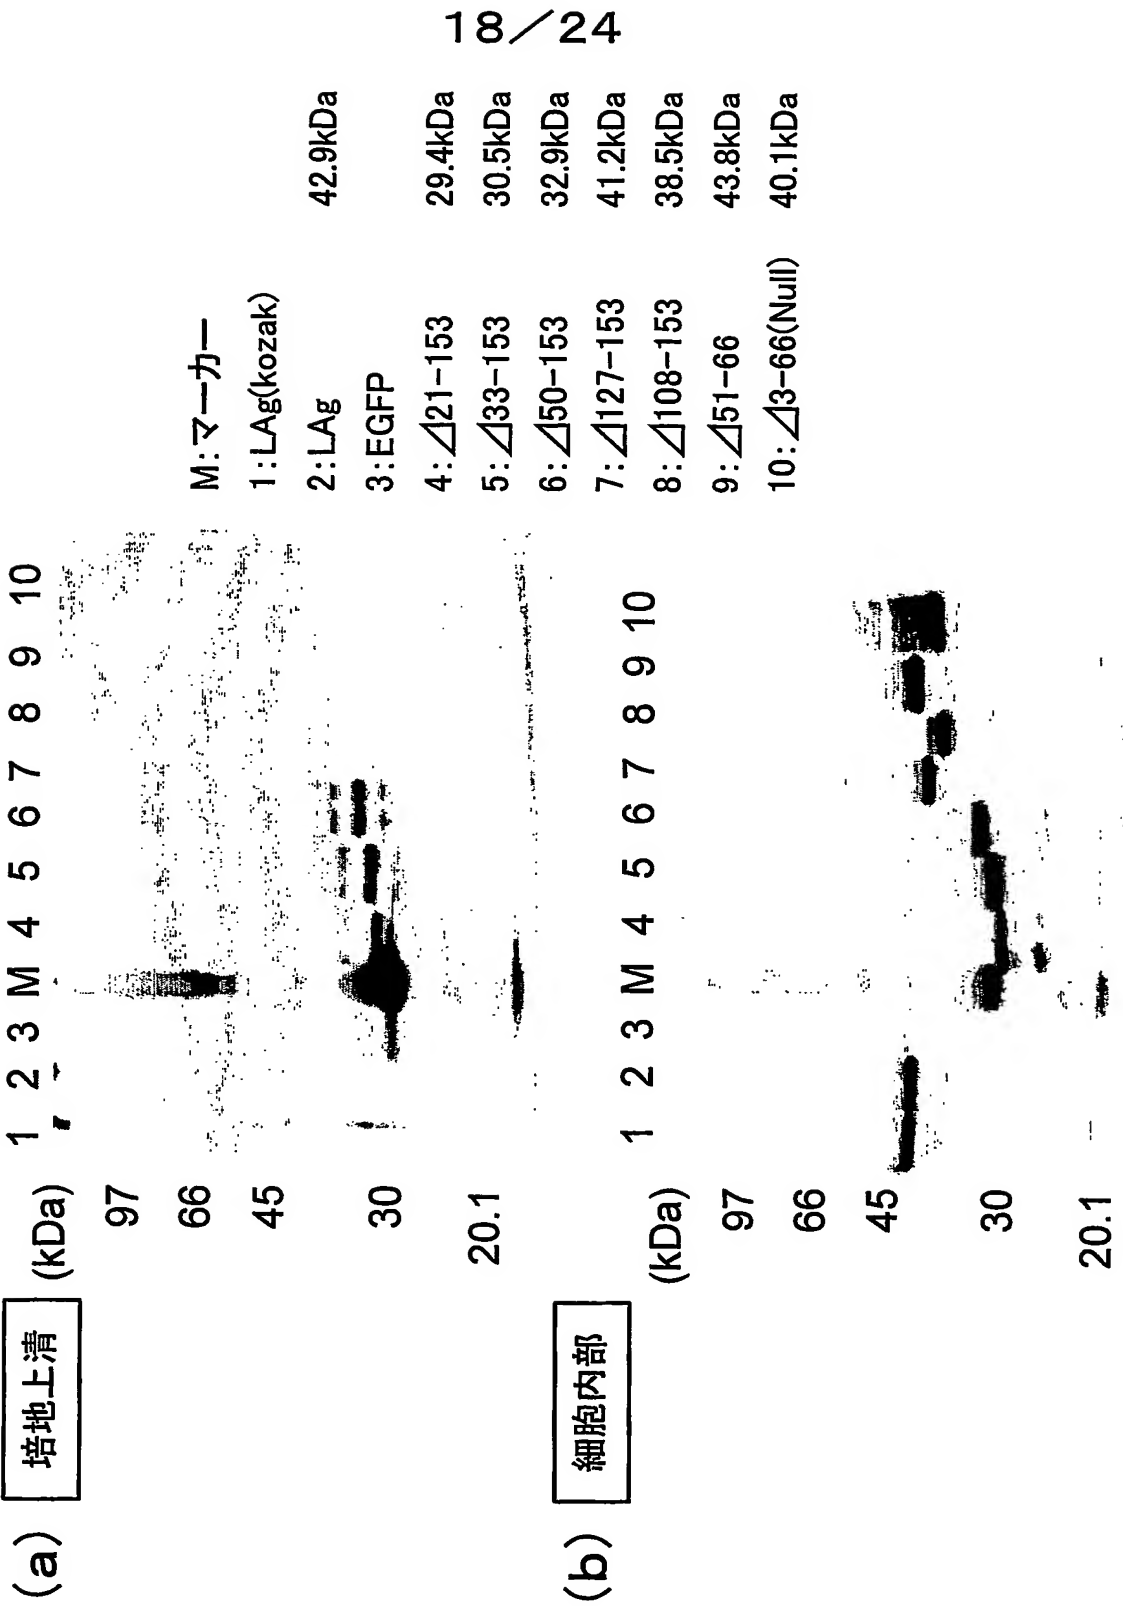 18/24
(a) 培地上清
(kDa) 1 2 3 M 4 5 6 7 8 9 10
97
66
45
30
20.1
M:マーカー
1:LAg(kozak)
2:LAg 42.9kDa
3:EGFP
4:⊿21-153 29.4kDa
5:⊿33-153 30.5kDa
6:⊿50-153 32.9kDa
7:⊿127-153 41.2kDa
8:⊿108-153 38.5kDa
9:⊿51-66 43.8kDa
10:⊿3-66(Null) 40.1kDa
(b) 細胞内部
(kDa) 1 2 3 M 4 5 6 7 8 9 10
97
66
45
30
20.1